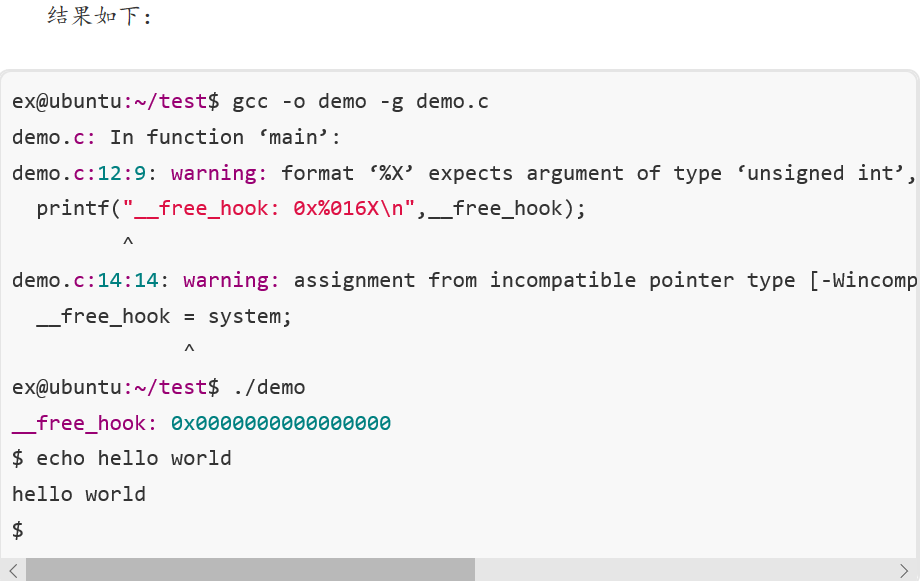 结果如下：
ex@ubuntu:~/test$ gcc -o demo -g demo.c
demo.c: In function ‘main’:
demo.c:12:9: warning: format ‘%X’ expects argument of type ‘unsigned int’,
  printf("__free_hook: 0x%016X\n",__free_hook);
         ^
demo.c:14:14: warning: assignment from incompatible pointer type [-Wincomp
  __free_hook = system;
              ^
ex@ubuntu:~/test$ ./demo
__free_hook: 0x0000000000000000
$ echo hello world
hello world
$